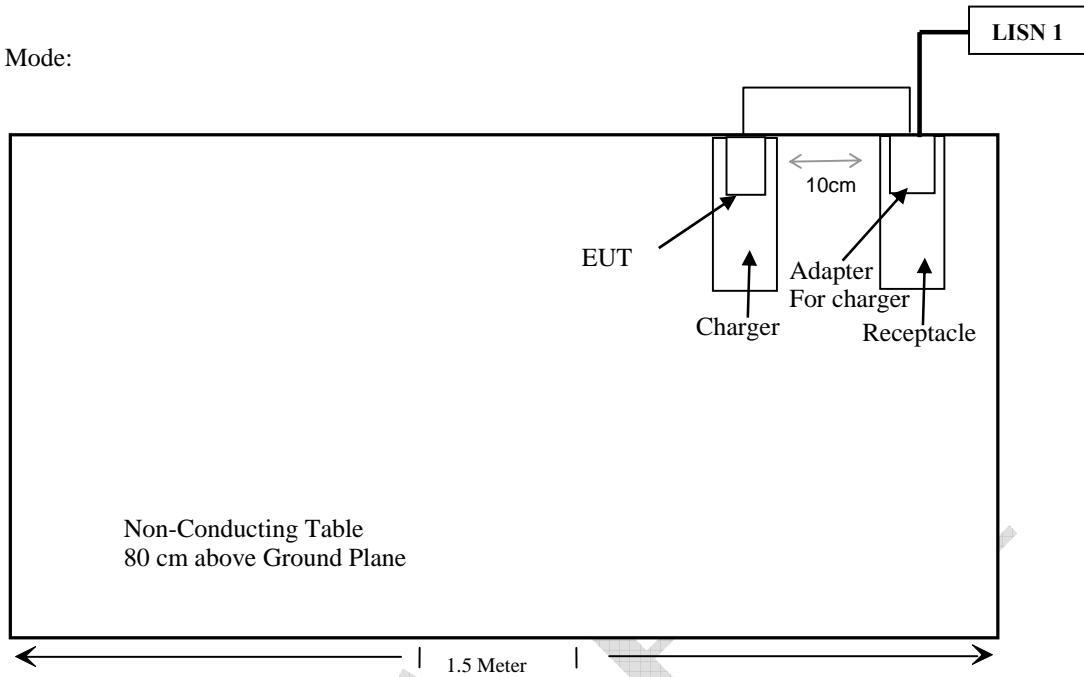 LISN 1
Mode:
10cm
EUT
Adapter
For charger
Charger
Receptacle
Non-Conducting Table
80 cm above Ground Plane
1.5 Meter